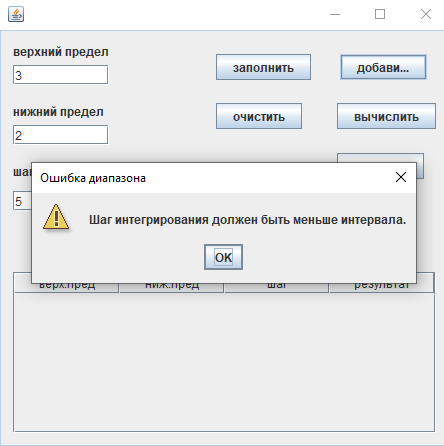 верхний предел
3
заполнить
добави...
нижний предел
2
очистить
вычислить
шаг
5
Ошибка диапазона
Шаг интегрирования должен быть меньше интервала.
OK
верх.пред
ниж.пред
шаг
результат